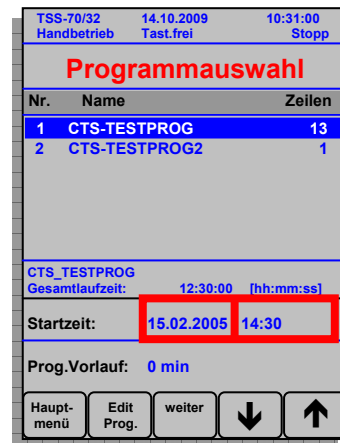 TSS-70/32 14.10.2009 10:31:00
Handbetrieb Tast.frei Stopp
Programmauswahl
Nr. Name Zeilen
1 CTS-TESTPROG 13
2 CTS-TESTPROG2 1
CTS_TESTPROG
Gesamtlaufzeit: 12:30:00 [hh:mm:ss]
Startzeit: 15.02.2005 14:30
Prog.Vorlauf: 0 min
Haupt- Edit weiter
menü Prog.